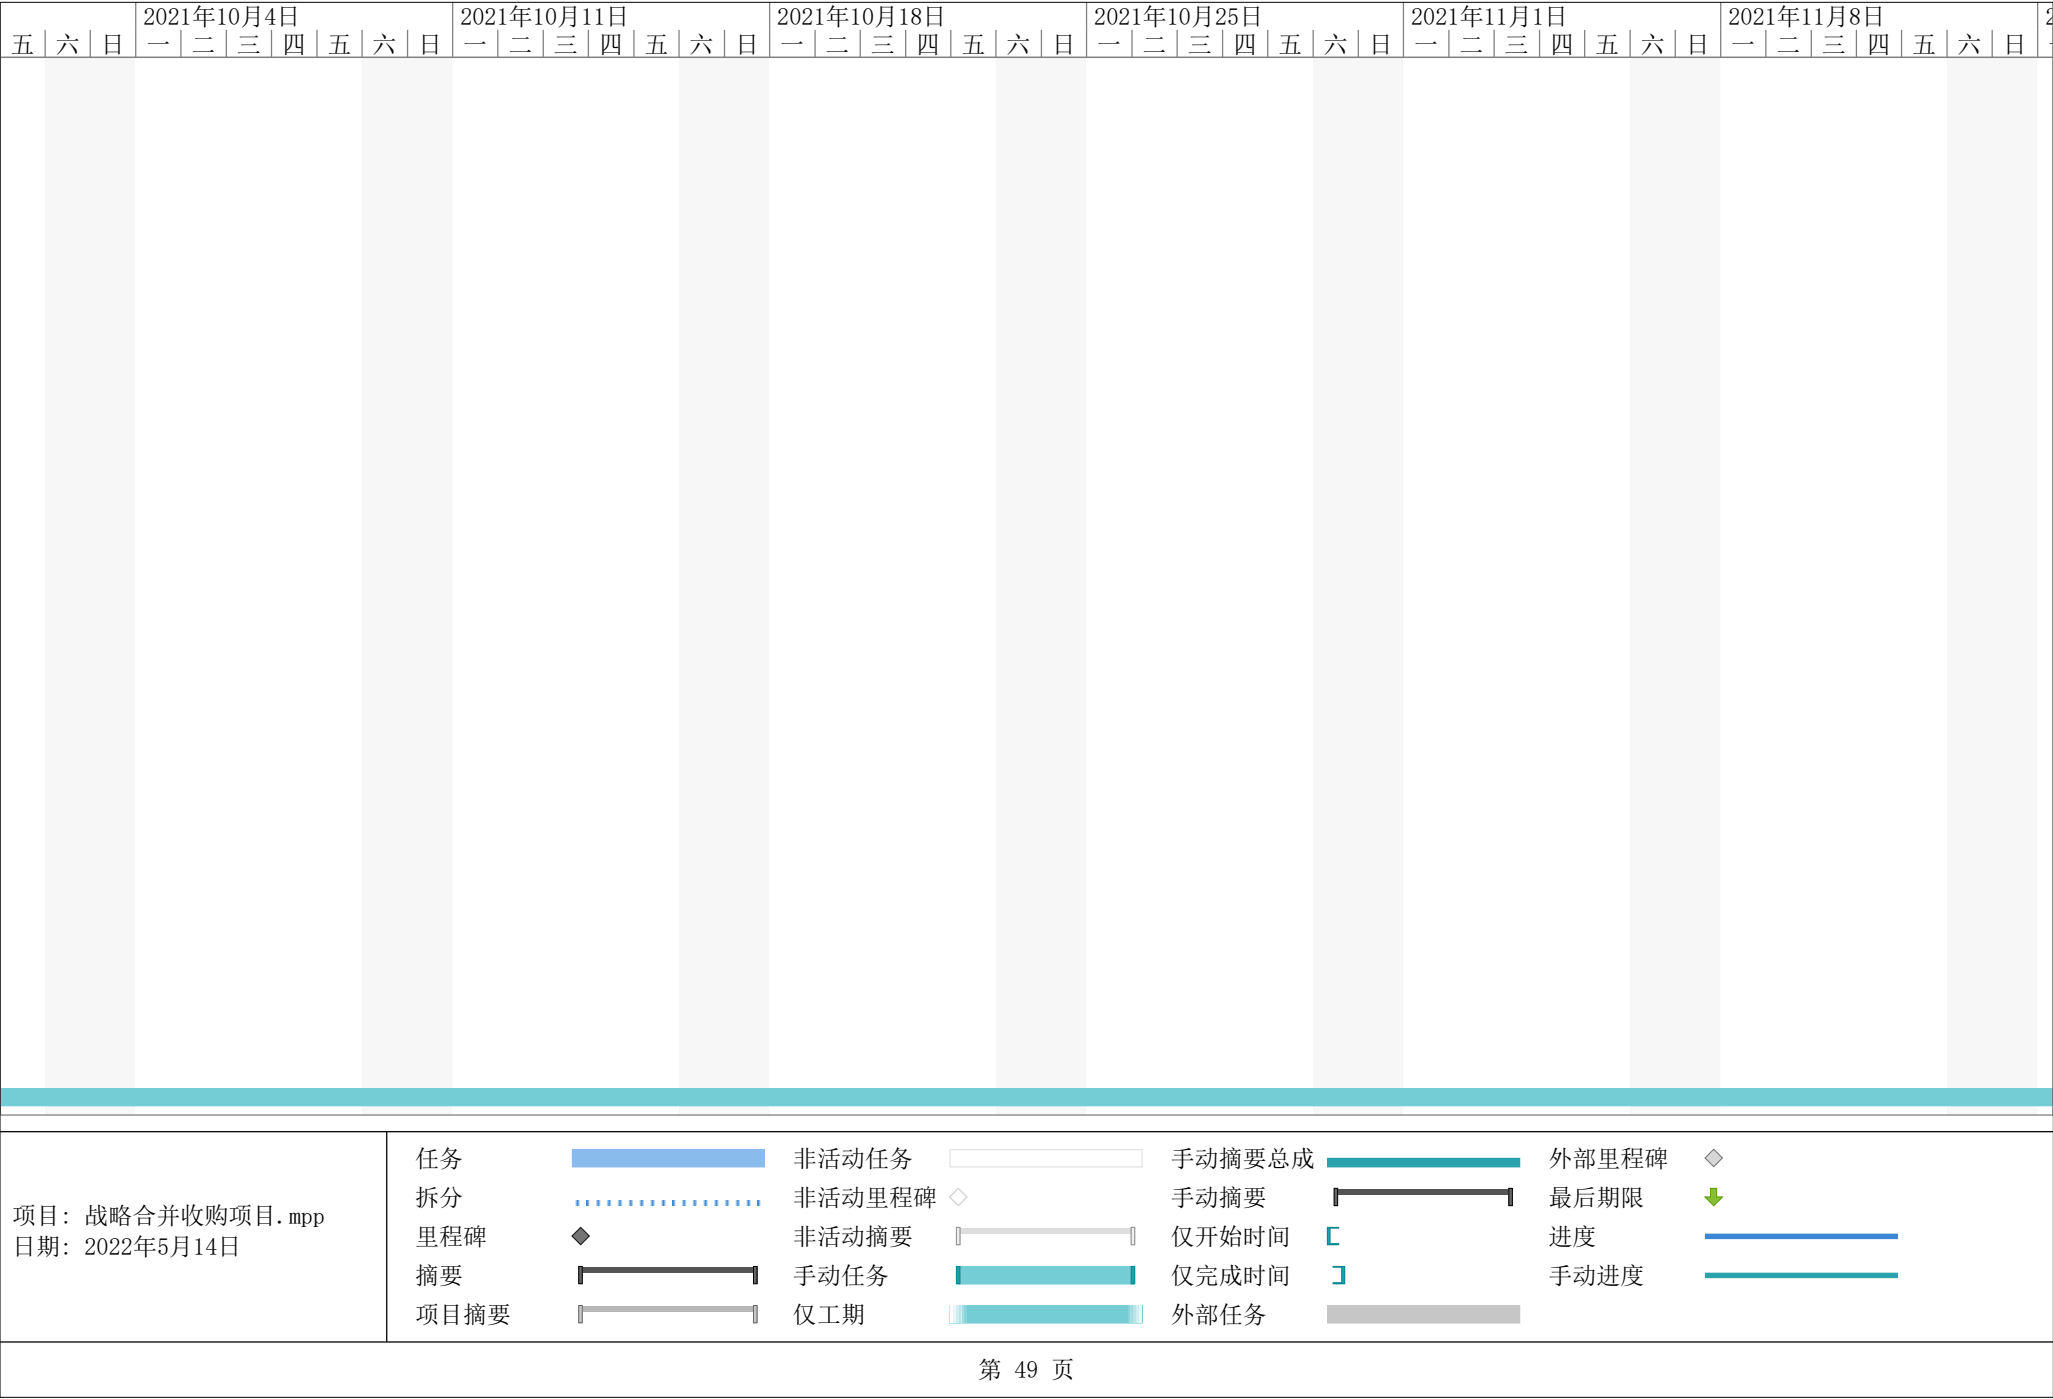 2021年10月4日 2021年10月11日 2021年10月18日 2021年10月25日 2021年11月1日 2021年11月8日 2
五 六 日 一 二 三 四 五 六 日 一 二 三 四 五 六 日 一 二 三 四 五 六 日 一 二 三 四 五 六 日 一 二 三 四 五 六 日 一 二 三 四 五 六 日
项目: 战略合并收购项目.mpp
日期: 2022年5月14日
任务 非活动任务 手动摘要总成 外部里程碑
拆分 非活动里程碑 手动摘要 最后期限
里程碑 非活动摘要 仅开始时间 进度
摘要 手动任务 仅完成时间 手动进度
项目摘要 仅工期 外部任务
第 49 页